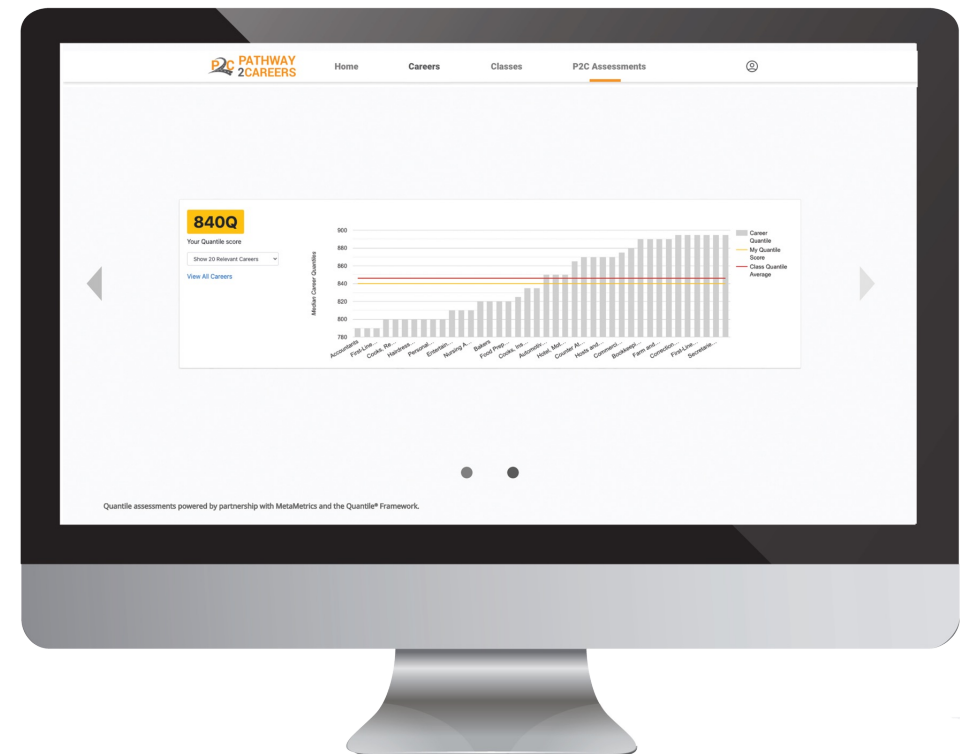 P2C PATHWAY
2CAREERS
Home
Careers
Classes
P2C Assessments
840Q
Your Quantile score
Show 20 Relevant Careers
View All Careers
Median Career Quantiles
900
880
860
840
820
800
780
Accountants
First-Line...
Cooks, Re...
Hairdress...
Personal...
Entertain...
Nursing A...
Bakers
Food Prep...
Cooks, Ins...
Automotiv...
Hotel, Mot...
Counter At...
Hosts and...
Commerci...
Bookkeepi...
Farm and...
Correction...
First-Line...
Secretarie...
Career
Quantile
My Quantile
Score
Class Quantile
Average
Quantile assessments powered by partnership with MetaMetrics and the Quantile® Framework.